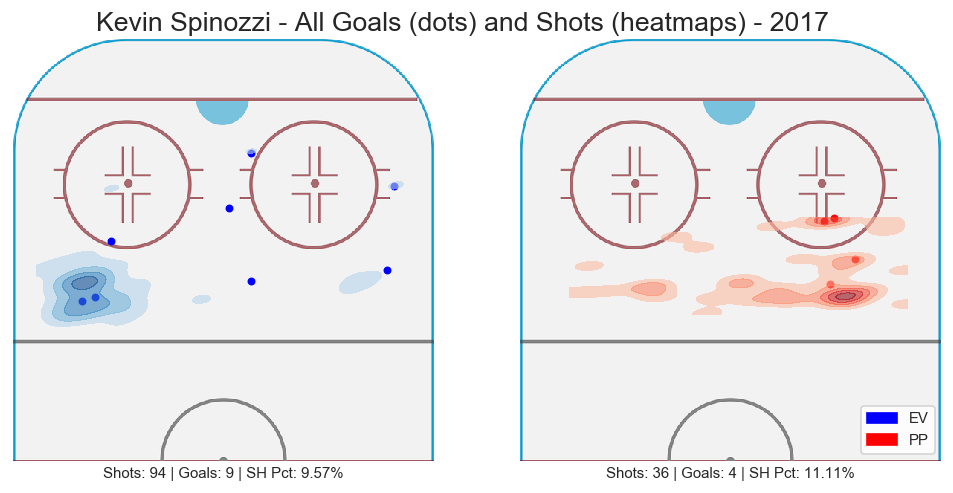 Kevin Spinozzi - All Goals (dots) and Shots (heatmaps) - 2017
EV
PP
Shots: 94 | Goals: 9 | SH Pct: 9.57%
Shots: 36 | Goals: 4 | SH Pct: 11.11%